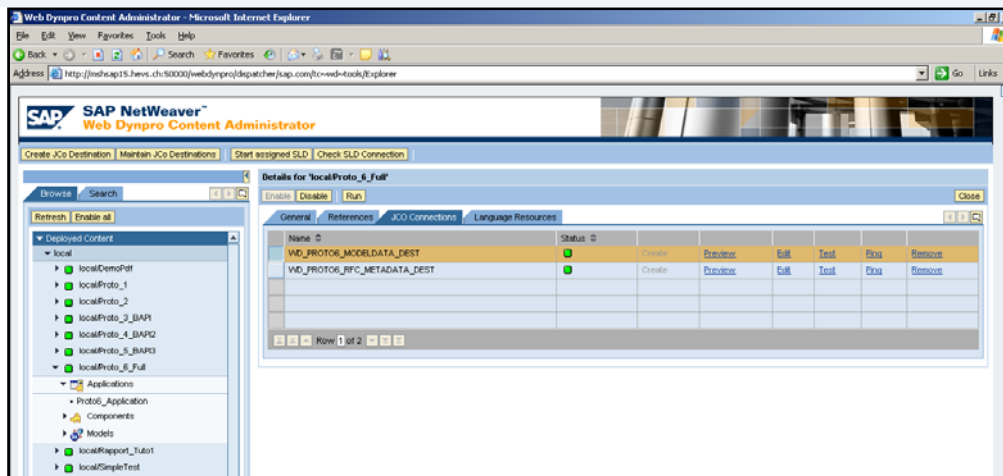 Web Dynpro Content Administrator - Microsoft Internet Explorer
File Edit View Favorites Tools Help
Back Search Favorites
Address http://mshsap15.hevs.ch:50000/webdynpro/dispatcher/sap.com/tc~wd~tools/Explorer Go Links
SAP SAP NetWeaver™
Web Dynpro Content Administrator
Create JCo Destination Maintain JCo Destinations Start assigned SLD Check SLD Connection
Details for 'local/Proto_6_Full'
Browse Search Enable Disable Run Close
Refresh Enable all General References JCO Connections Language Resources
Deployed Content Name Status
local WD_PROTO6_MODELDATA_DEST Create Preview Edit Test Ping Remove
local/DemoPdf WD_PROTO6_RFC_METADATA_DEST Create Preview Edit Test Ping Remove
local/Proto_1
local/Proto_2
local/Proto_3_BAPI
local/Proto_4_BAPI2 Row 1 of 2
local/Proto_5_BAPI3
local/Proto_6_Full
Applications
Proto6_Application
Components
Models
local/Rapport_Tuto1
local/SimpleTest